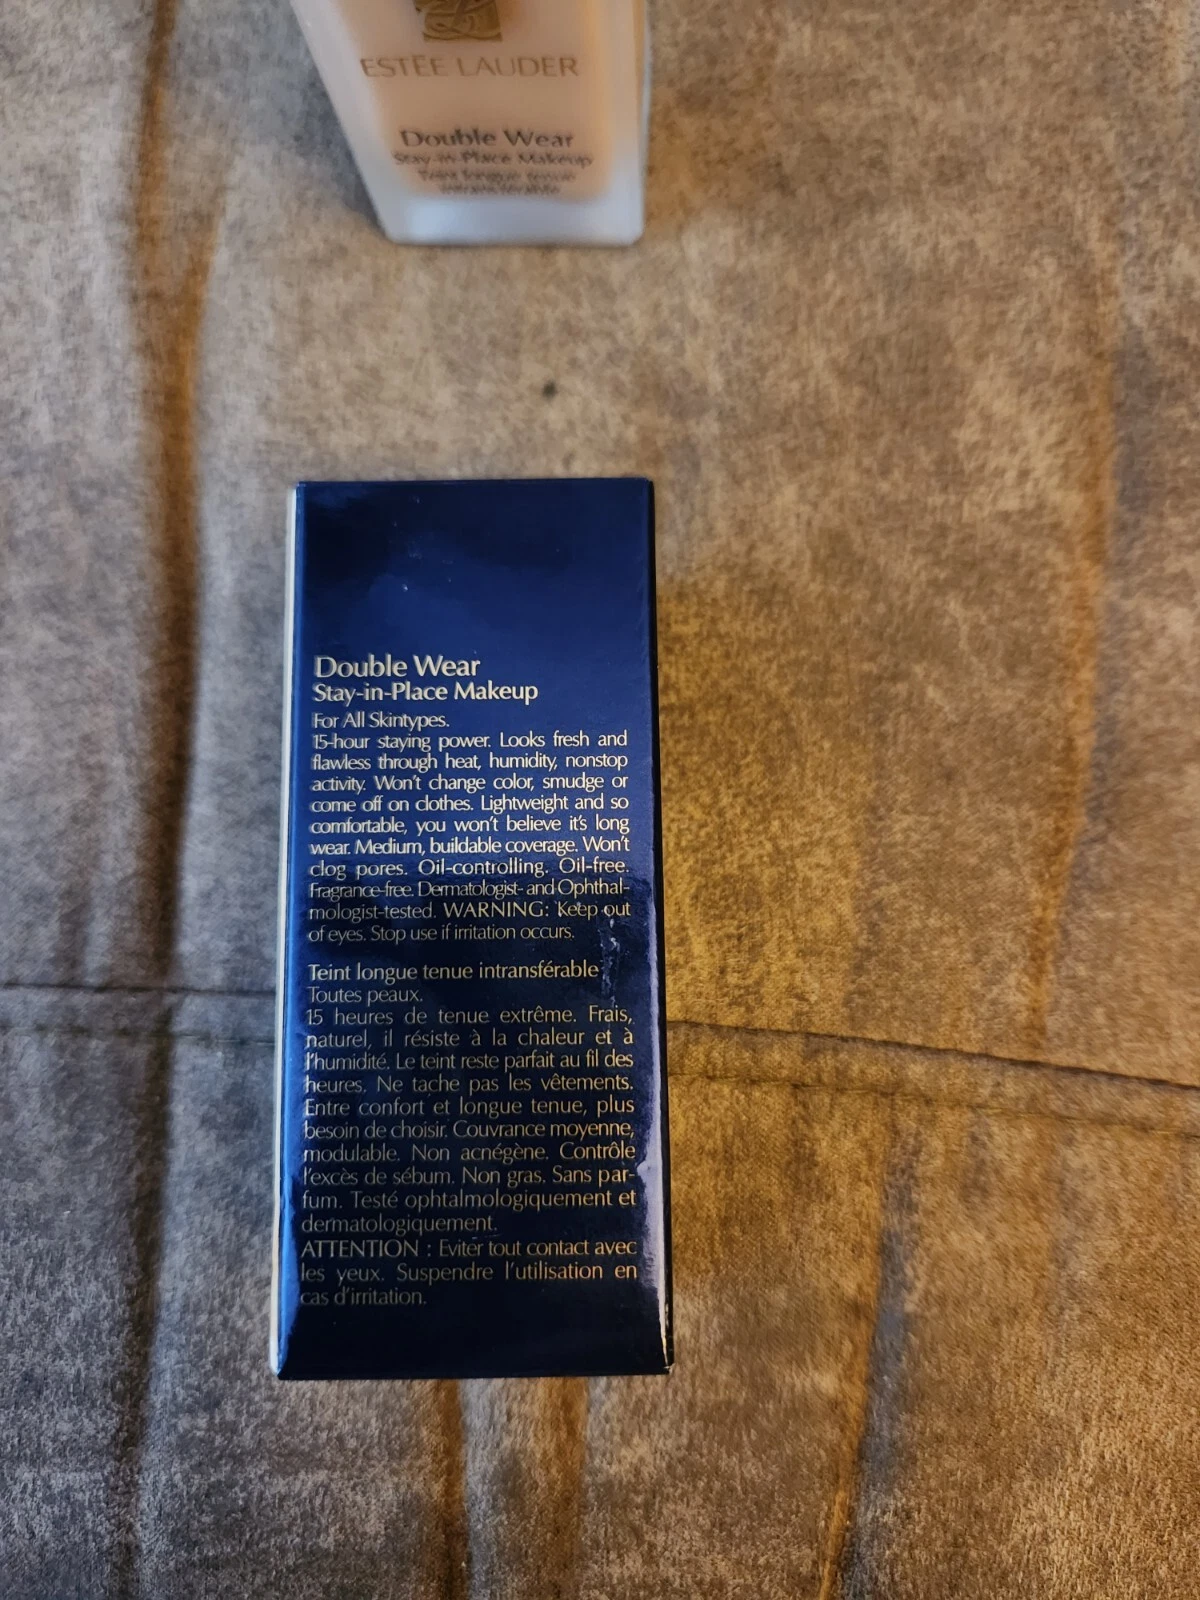 ESTĒE LAUDER
Double Wear
Stay-in-Place Makeup
Teint longue tenue
intransférable
Double Wear
Stay-in-Place Makeup
For All Skintypes.
15-hour staying power. Looks fresh and
flawless through heat, humidity, nonstop
activity. Won't change color, smudge or
come off on clothes. Lightweight and so
comfortable, you won't believe it's long
wear. Medium, buildable coverage. Won't
clog pores. Oil-controlling. Oil-free.
Fragrance-free. Dermatologist- and Ophthal-
mologist-tested. WARNING: Keep out
of eyes. Stop use if irritation occurs.
Teint longue tenue intransférable
Toutes peaux.
15 heures de tenue extrême. Frais,
naturel, il résiste à la chaleur et à
l'humidité. Le teint reste parfait au fil des
heures. Ne tache pas les vêtements.
Entre confort et longue tenue, plus
besoin de choisir. Couvrance moyenne,
modulable. Non acnégène. Contrôle
l'excès de sébum. Non gras. Sans par-
fum. Testé ophtalmologiquement et
dermatologiquement.
ATTENTION : Eviter tout contact avec
les yeux. Suspendre l'utilisation en
cas d'irritation.